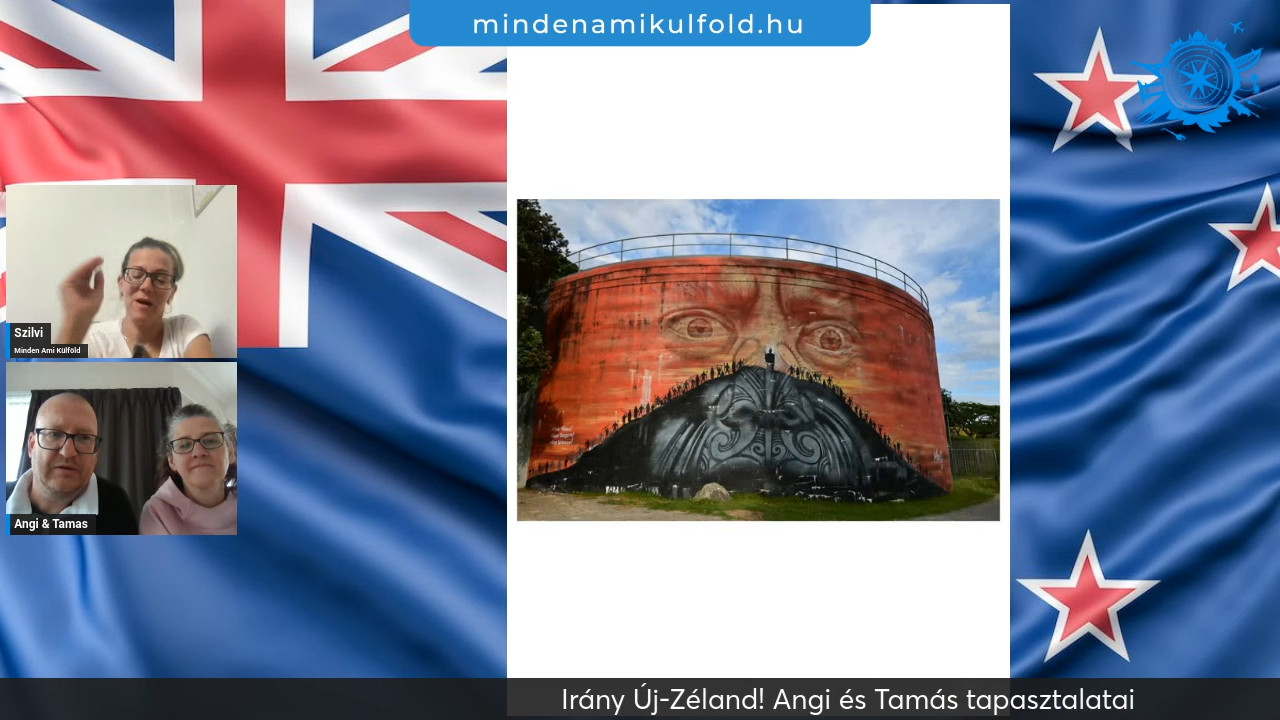 mindenamikulfold.hu
Szilvi
Minden Ami Külföld
Angi & Tamas
Irány Új-Zéland! Angi és Tamás tapasztalatai